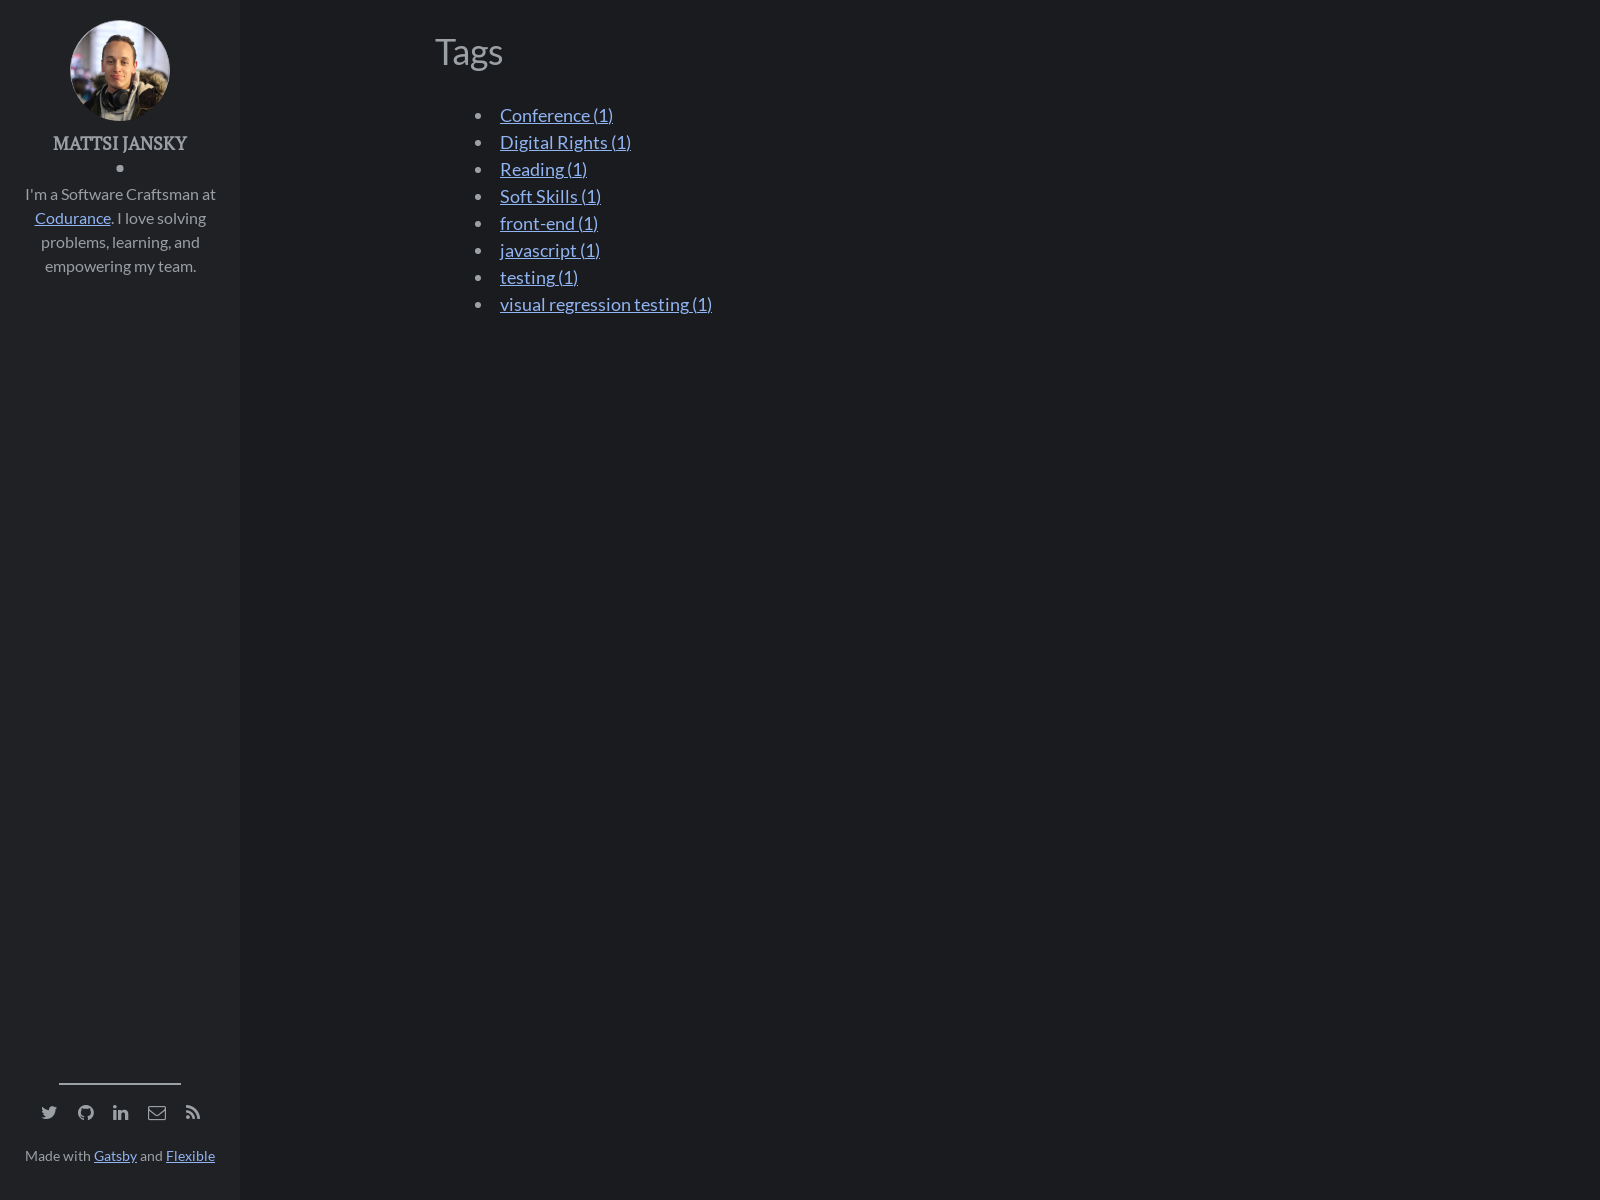 MATTSI JANSKY
I'm a Software Craftsman at
Codurance. I love solving
problems, learning, and
empowering my team.
Made with Gatsby and Flexible
Tags
Conference (1)
Digital Rights (1)
Reading (1)
Soft Skills (1)
front-end (1)
javascript (1)
testing (1)
visual regression testing (1)